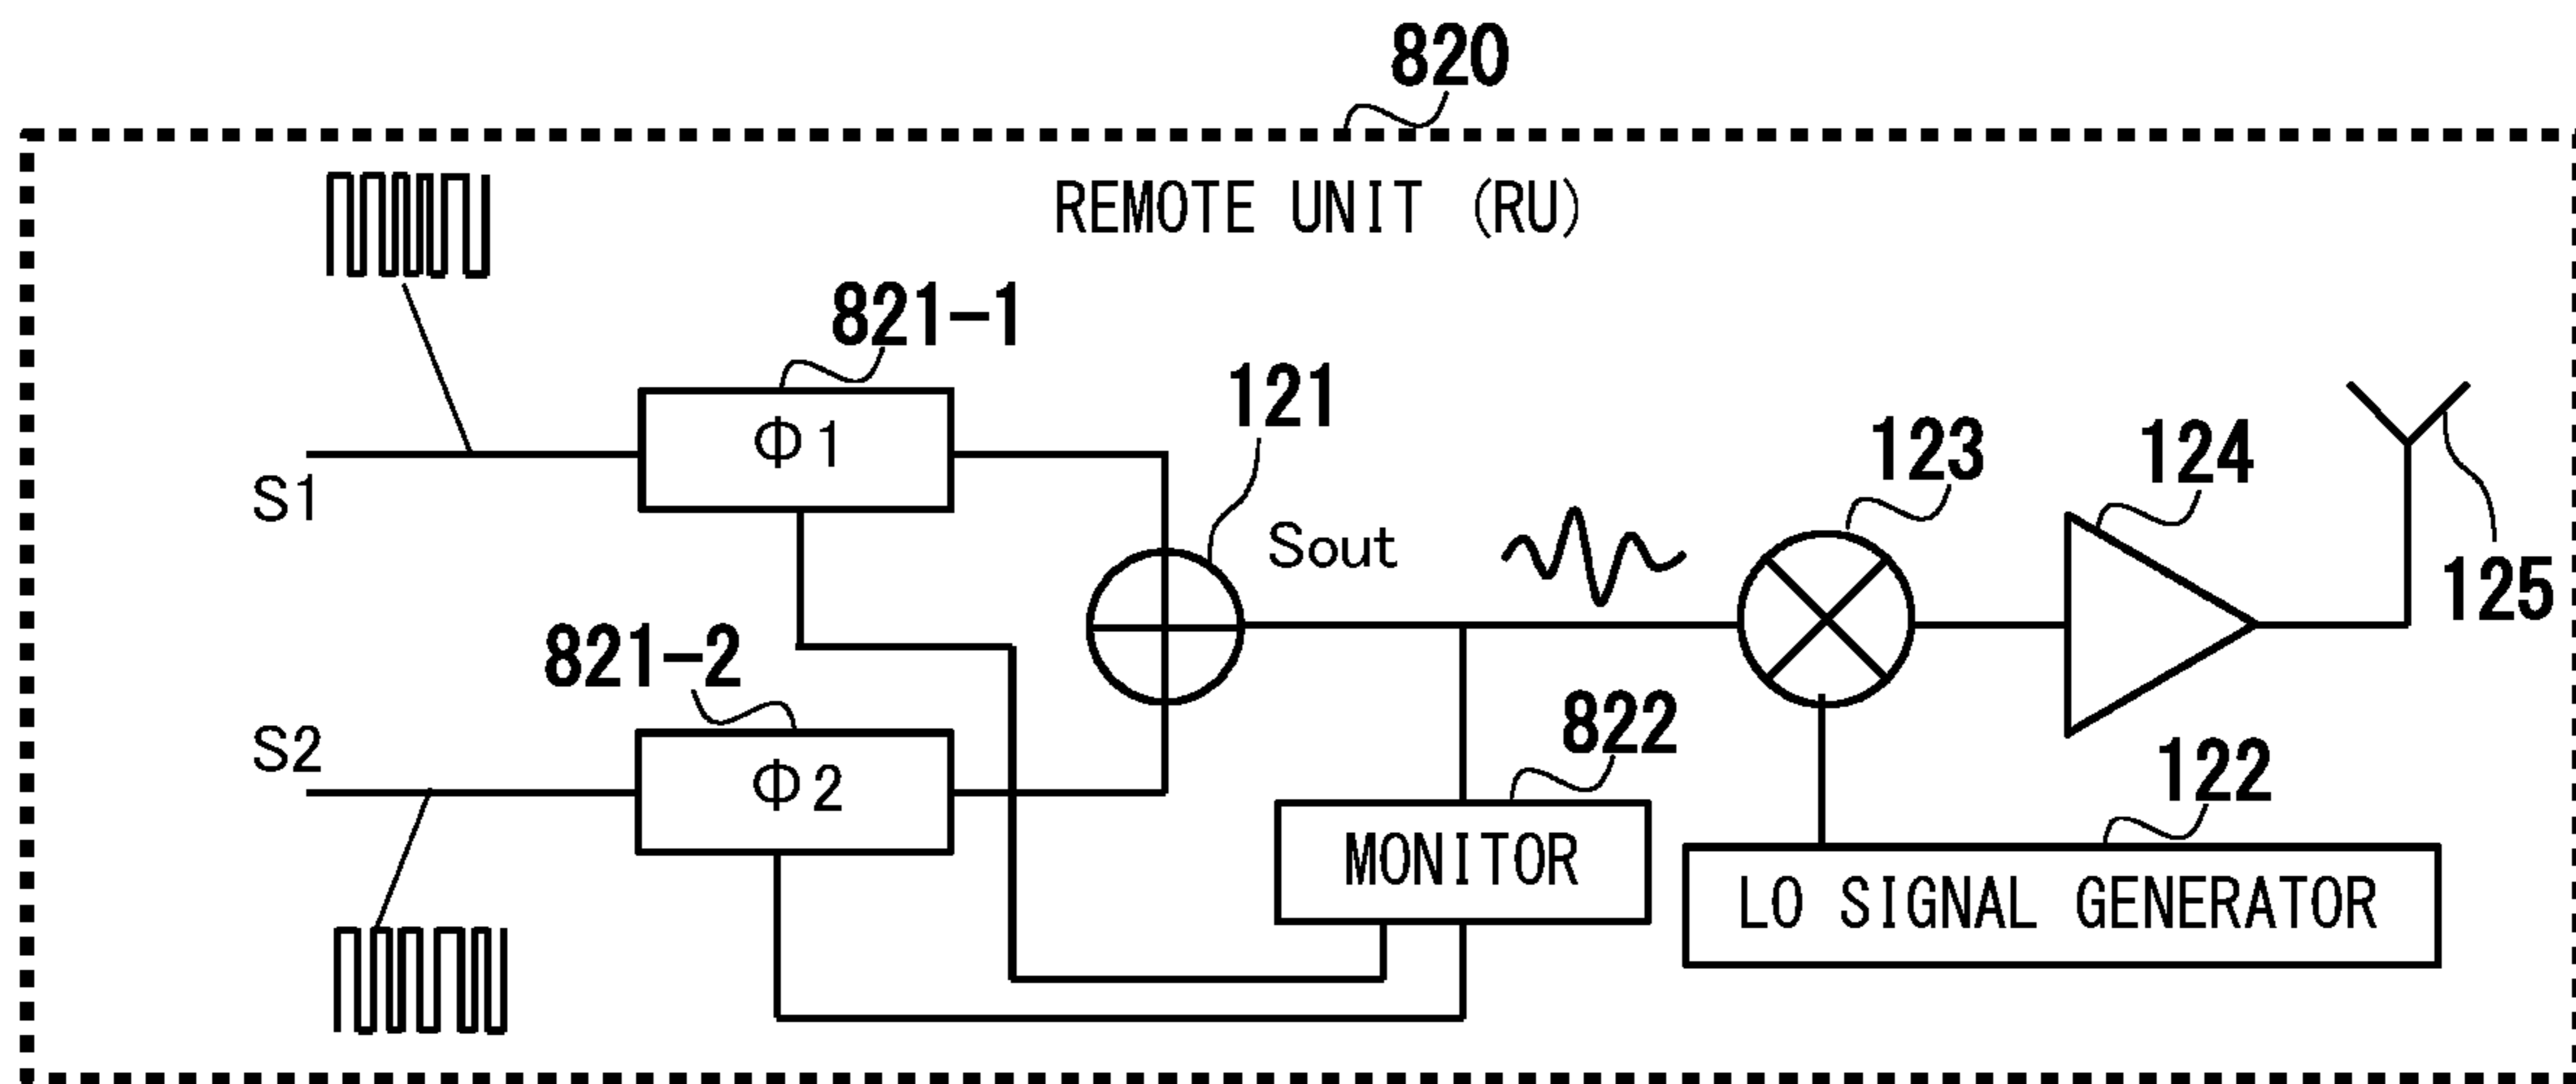 820
REMOTE UNIT (RU)
821-1
Φ1
S1
121
Sout
123
124
125
821-2
S2
Φ2
822
MONITOR
122
LO SIGNAL GENERATOR